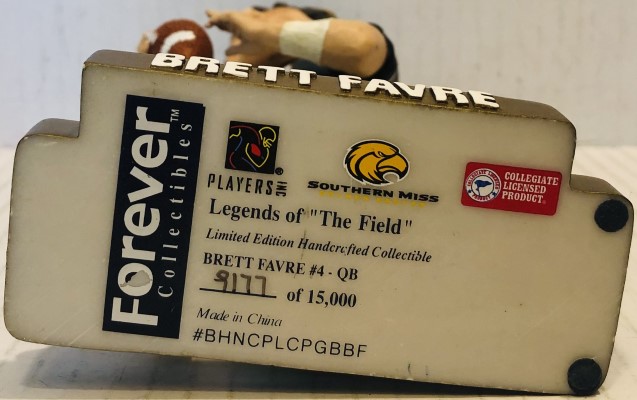 BRETT FAVRE
Forever™
Collectibles
PLAYERS INC ®
SOUTHERN MISS
COLLEGIATE
LICENSED
PRODUCT®
Legends of "The Field"
Limited Edition Handcrafted Collectible
BRETT FAVRE #4 - QB
9177 of 15,000
Made in China
#BHNCPLCPGBBF